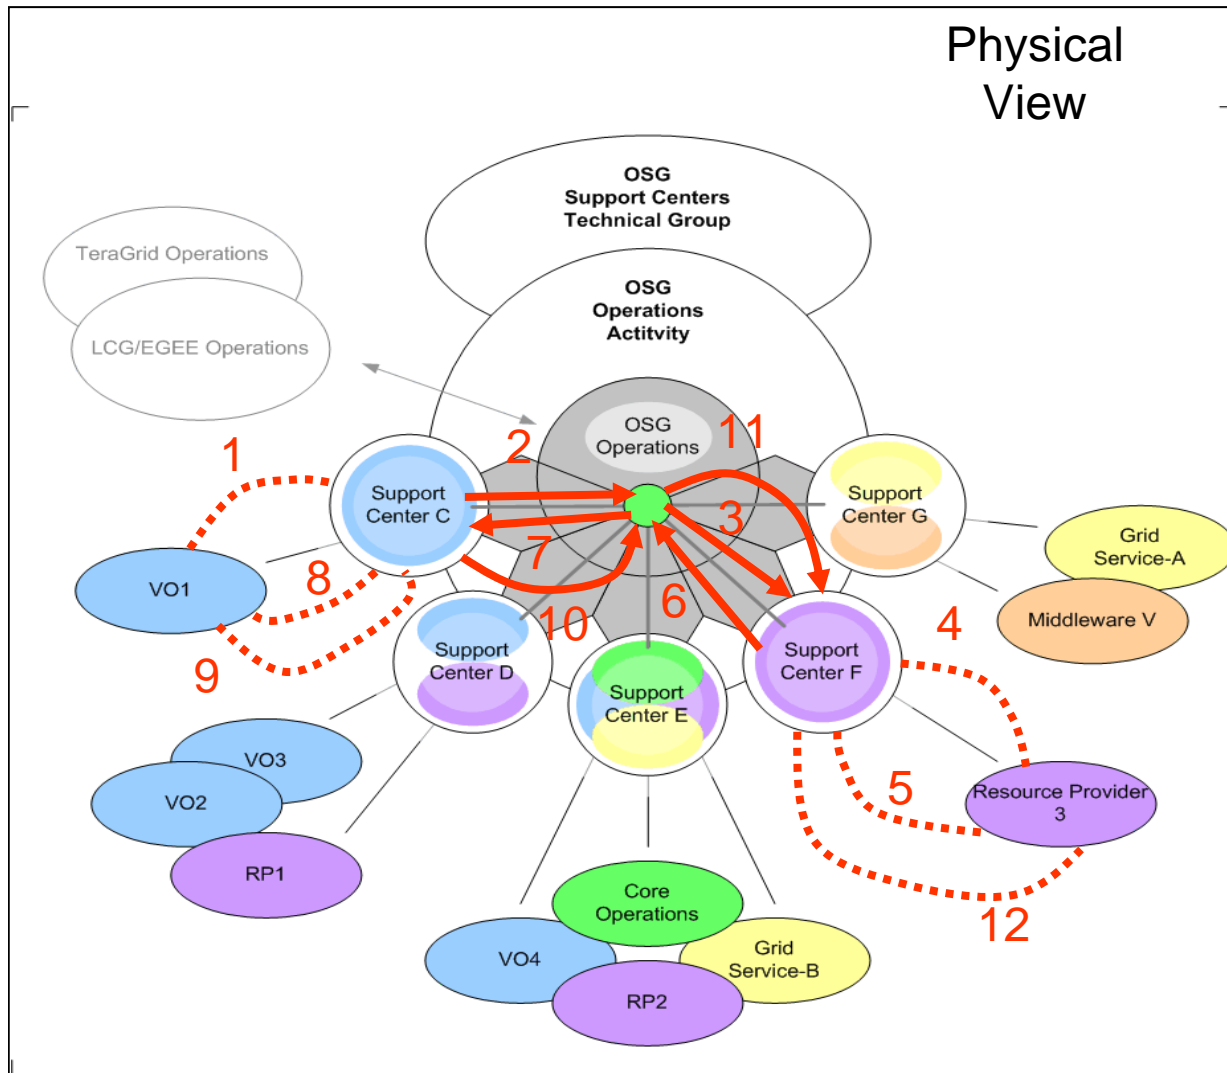 Physical
View
OSG
Support Centers
Technical Group
TeraGrid Operations
LCG/EGEE Operations
OSG
Operations
Actitvity
OSG
Operations
1
2
11
Support
Center C
3
Support
Center G
Grid
Service-A
Middleware V
VO1
8
7
9
10
6
4
Support
Center D
Support
Center E
Support
Center F
VO3
VO2
RP1
5
Resource Provider
3
12
Core
Operations
VO4
Grid
Service-B
RP2